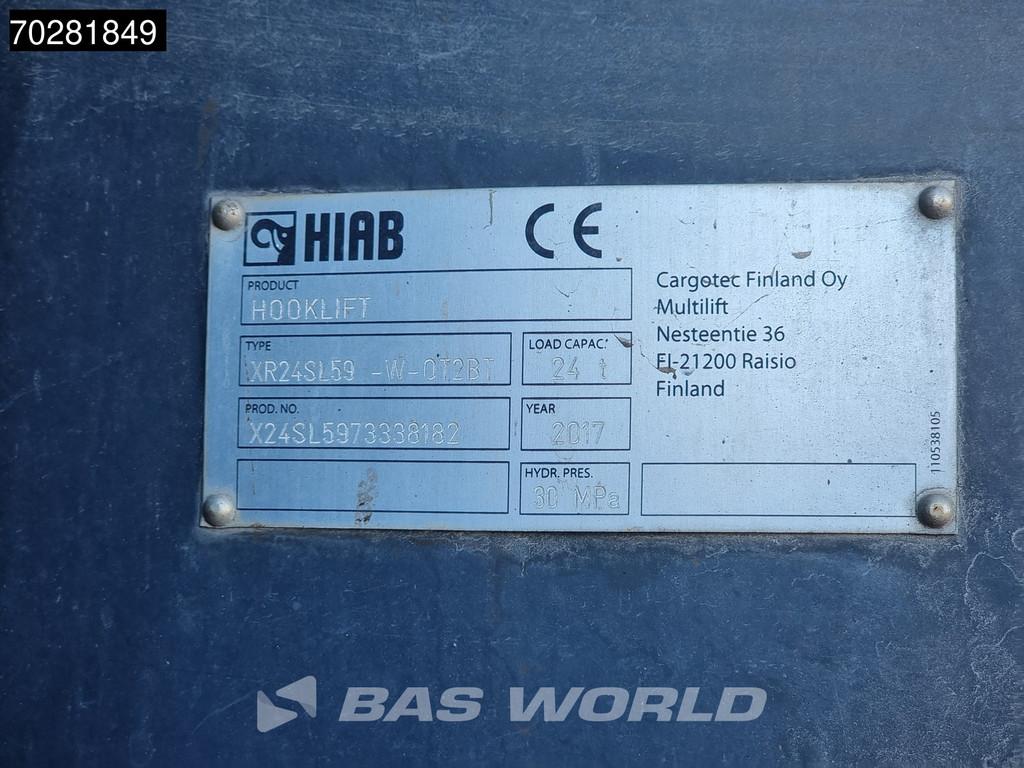 70281849
HIAB CE
PRODUCT
HOOKLIFT
TYPE
XR24SL59 -W-OT2BT
LOAD CAPAC.
24 t
PROD. NO.
X24SL5973338182
YEAR
2017
HYDR. PRES.
30 MPa
Cargotec Finland Oy
Multilift
Nesteentie 36
FI-21200 Raisio
Finland
110538105
BAS WORLD